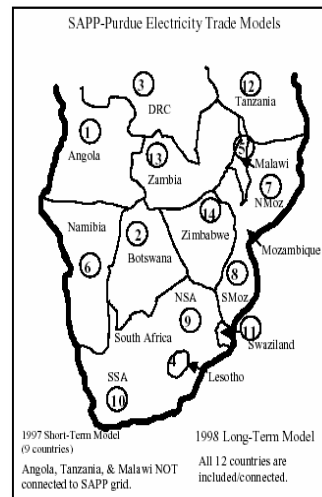 SAPP-Purdue Electricity Trade Models
3
12
DRC
Tanzania
1
5
Angola
13
Malawi
Zambia
7
NMoz
Namibia
14
2
Zimbabwe
Mozambique
Botswana
6
8
NSA
SMoz
9
11
South Africa
Swaziland
4
SSA
Lesotho
10
1997 Short-Term Model
(9 countries)
Angola, Tanzania, & Malawi NOT
connected to SAPP grid.
1998 Long-Term Model
All 12 countries are
included/connected.